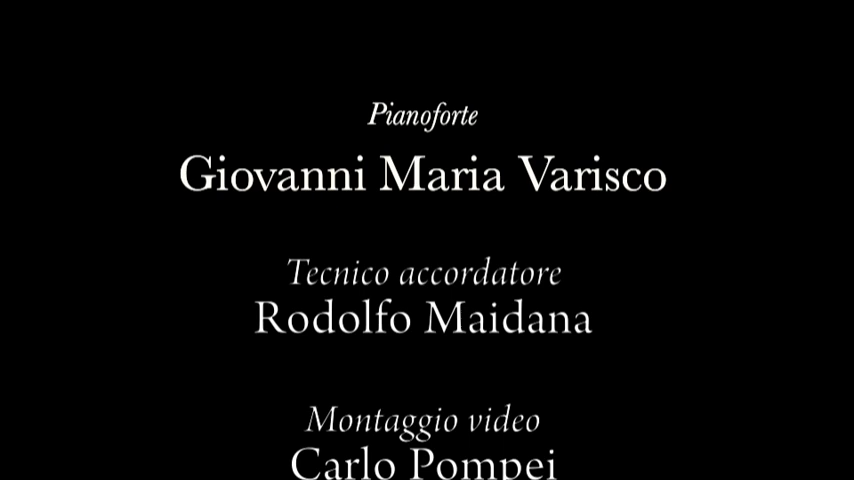 Pianoforte
Giovanni Maria Varisco
Tecnico accordatore
Rodolfo Maidana
Montaggio video
Carlo Pompei